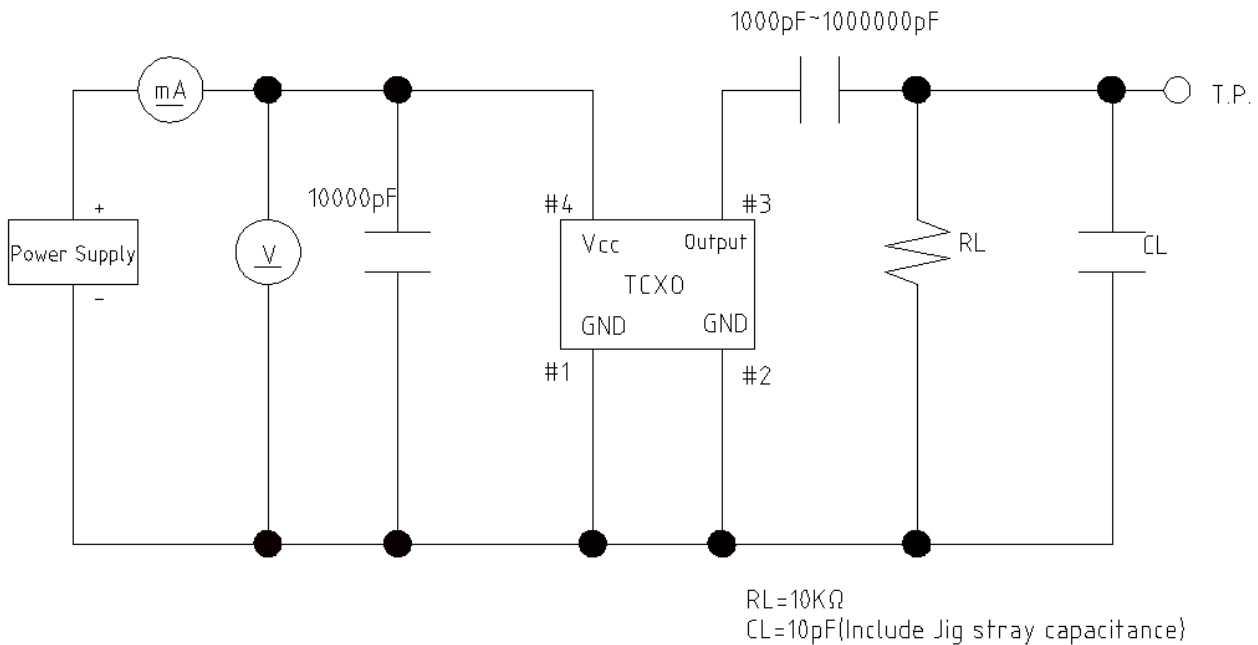 1000pF~1000000pF
mA
T.P.
10000pF
#4
#3
+
Power Supply
-
V
Vcc
Output
TCXO
GND
GND
RL
CL
#1
#2
RL=10KΩ
CL=10pF(Include Jig stray capacitance)